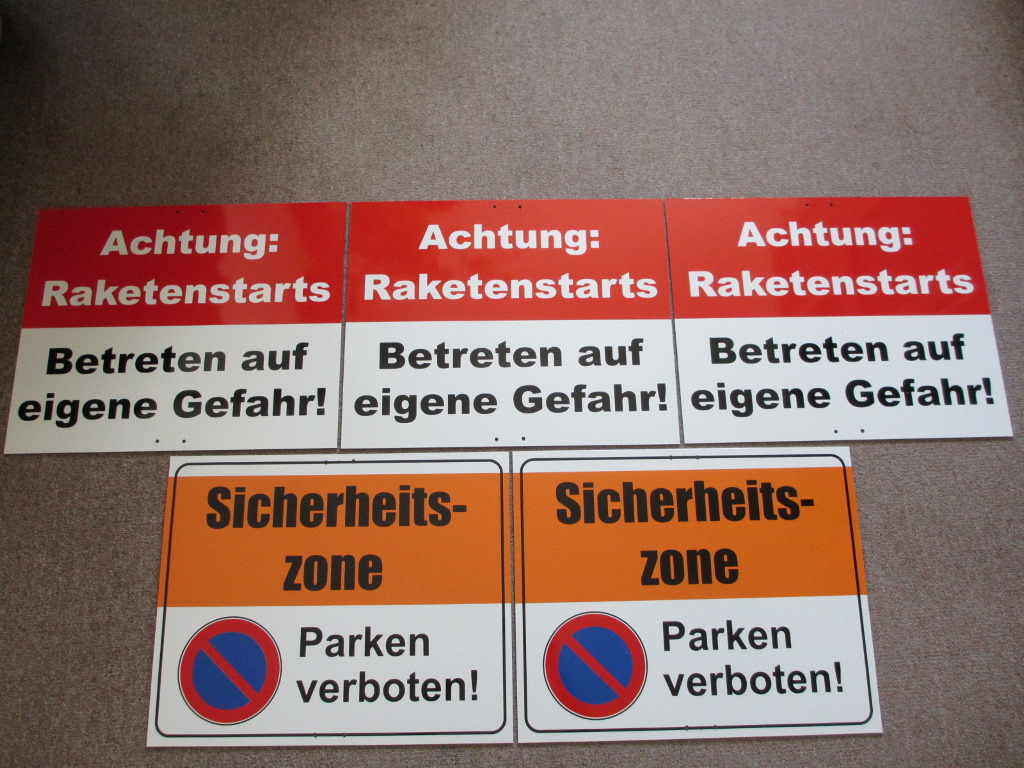 Achtung:
Raketenstarts
Betreten auf
eigene Gefahr!
Achtung:
Raketenstarts
Betreten auf
eigene Gefahr!
Achtung:
Raketenstarts
Betreten auf
eigene Gefahr!
Sicherheits-
zone
Parken
verboten!
Sicherheits-
zone
Parken
verboten!